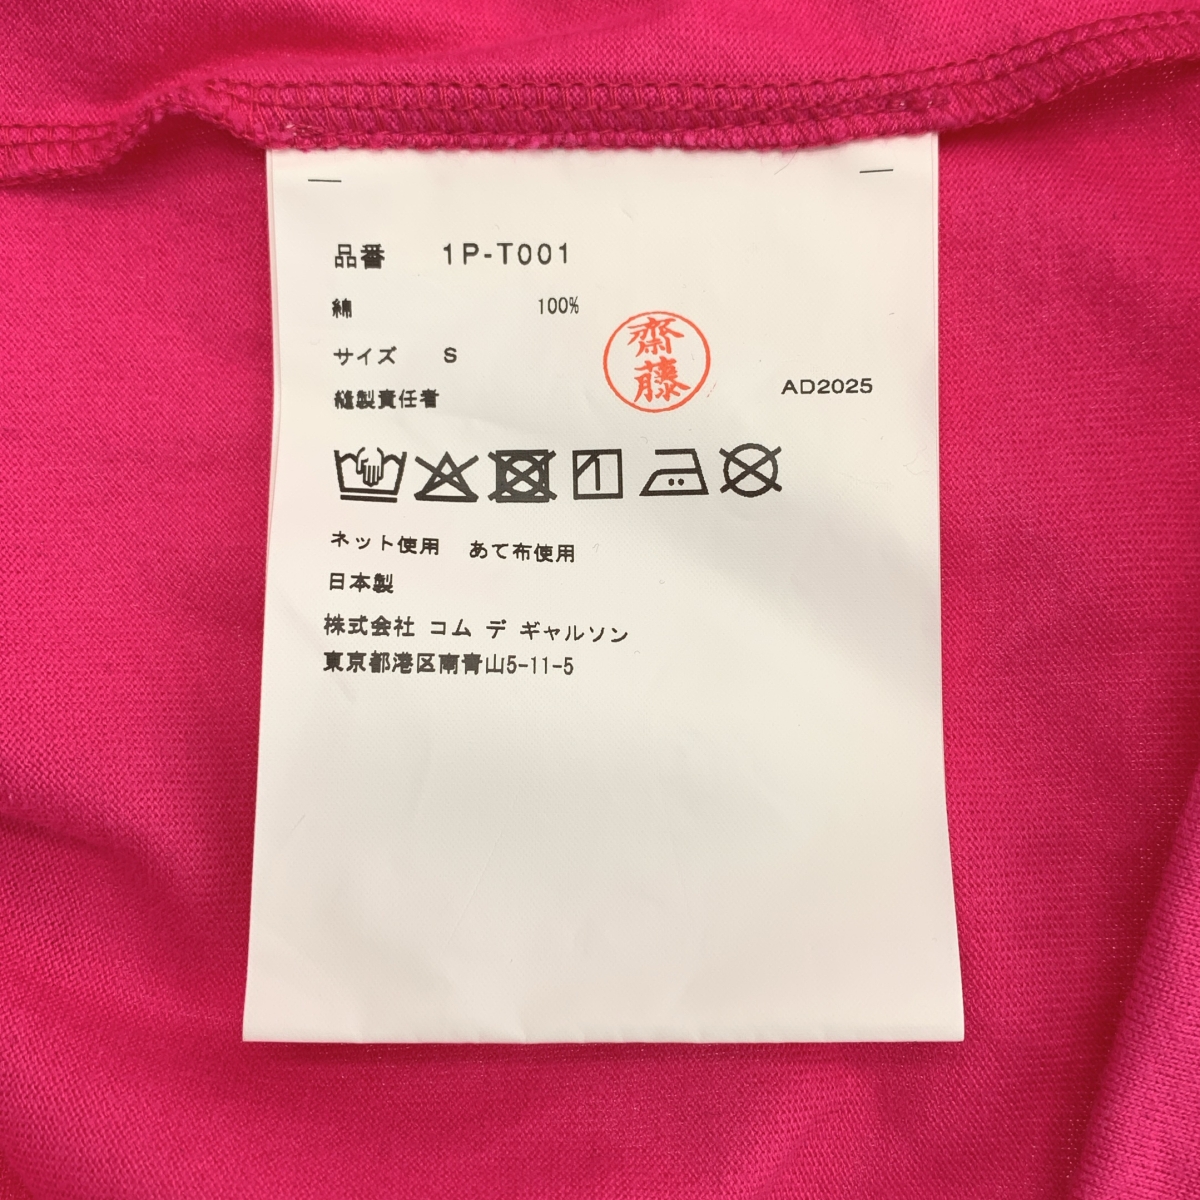 品番 1P-T001
綿 100%
サイズ S
齋藤
AD2025
縫製責任者
ネット使用 あて布使用
日本製
株式会社 コム デ ギャルソン
東京都港区南青山5-11-5